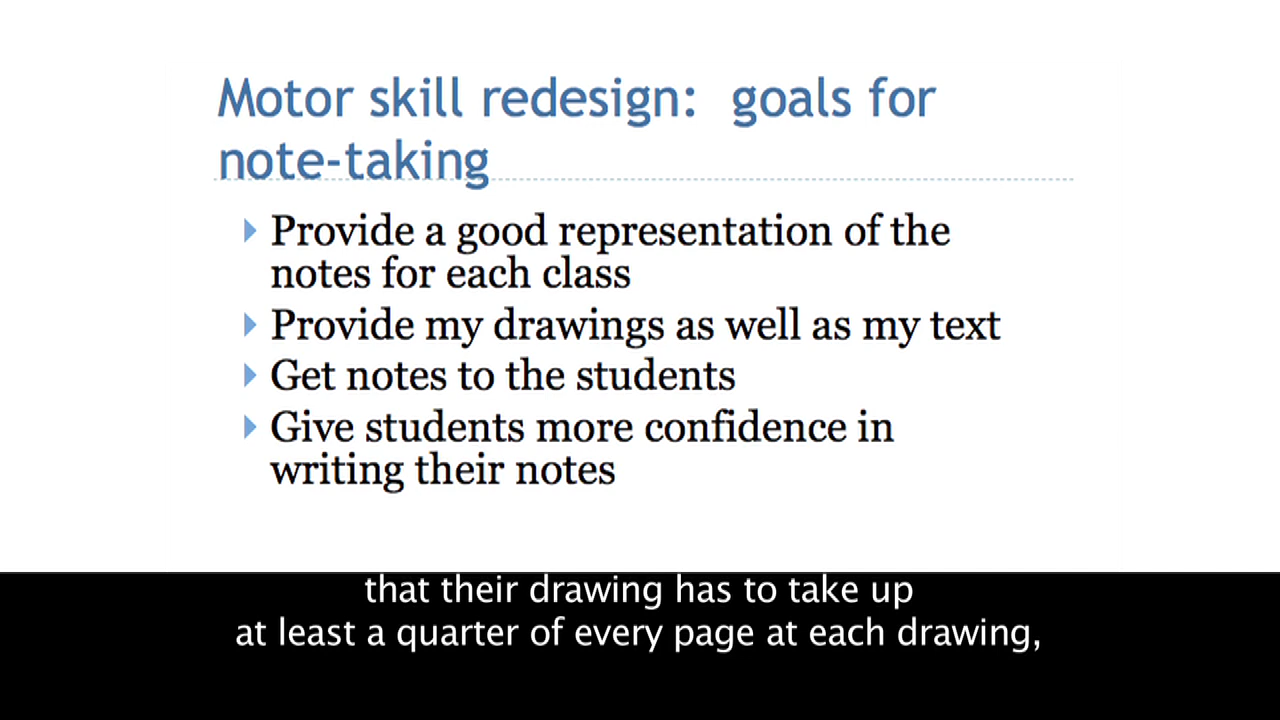 Motor skill redesign: goals for
note-taking
Provide a good representation of the
notes for each class
Provide my drawings as well as my text
Get notes to the students
Give students more confidence in
writing their notes
that their drawing has to take up
at least a quarter of every page at each drawing,